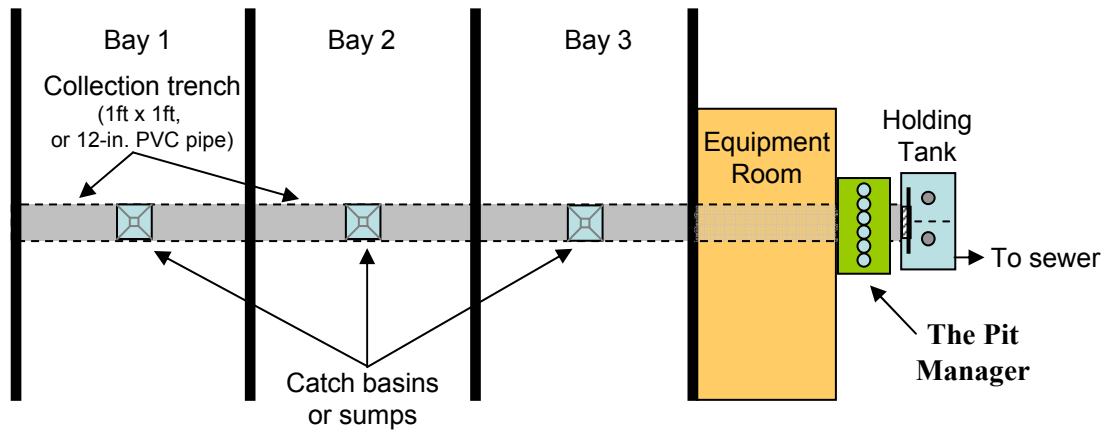 Bay 1
Bay 2
Bay 3
Collection trench
(1ft x 1ft,
or 12-in. PVC pipe)
Equipment
Room
Holding
Tank
To sewer
The Pit
Manager
Catch basins
or sumps